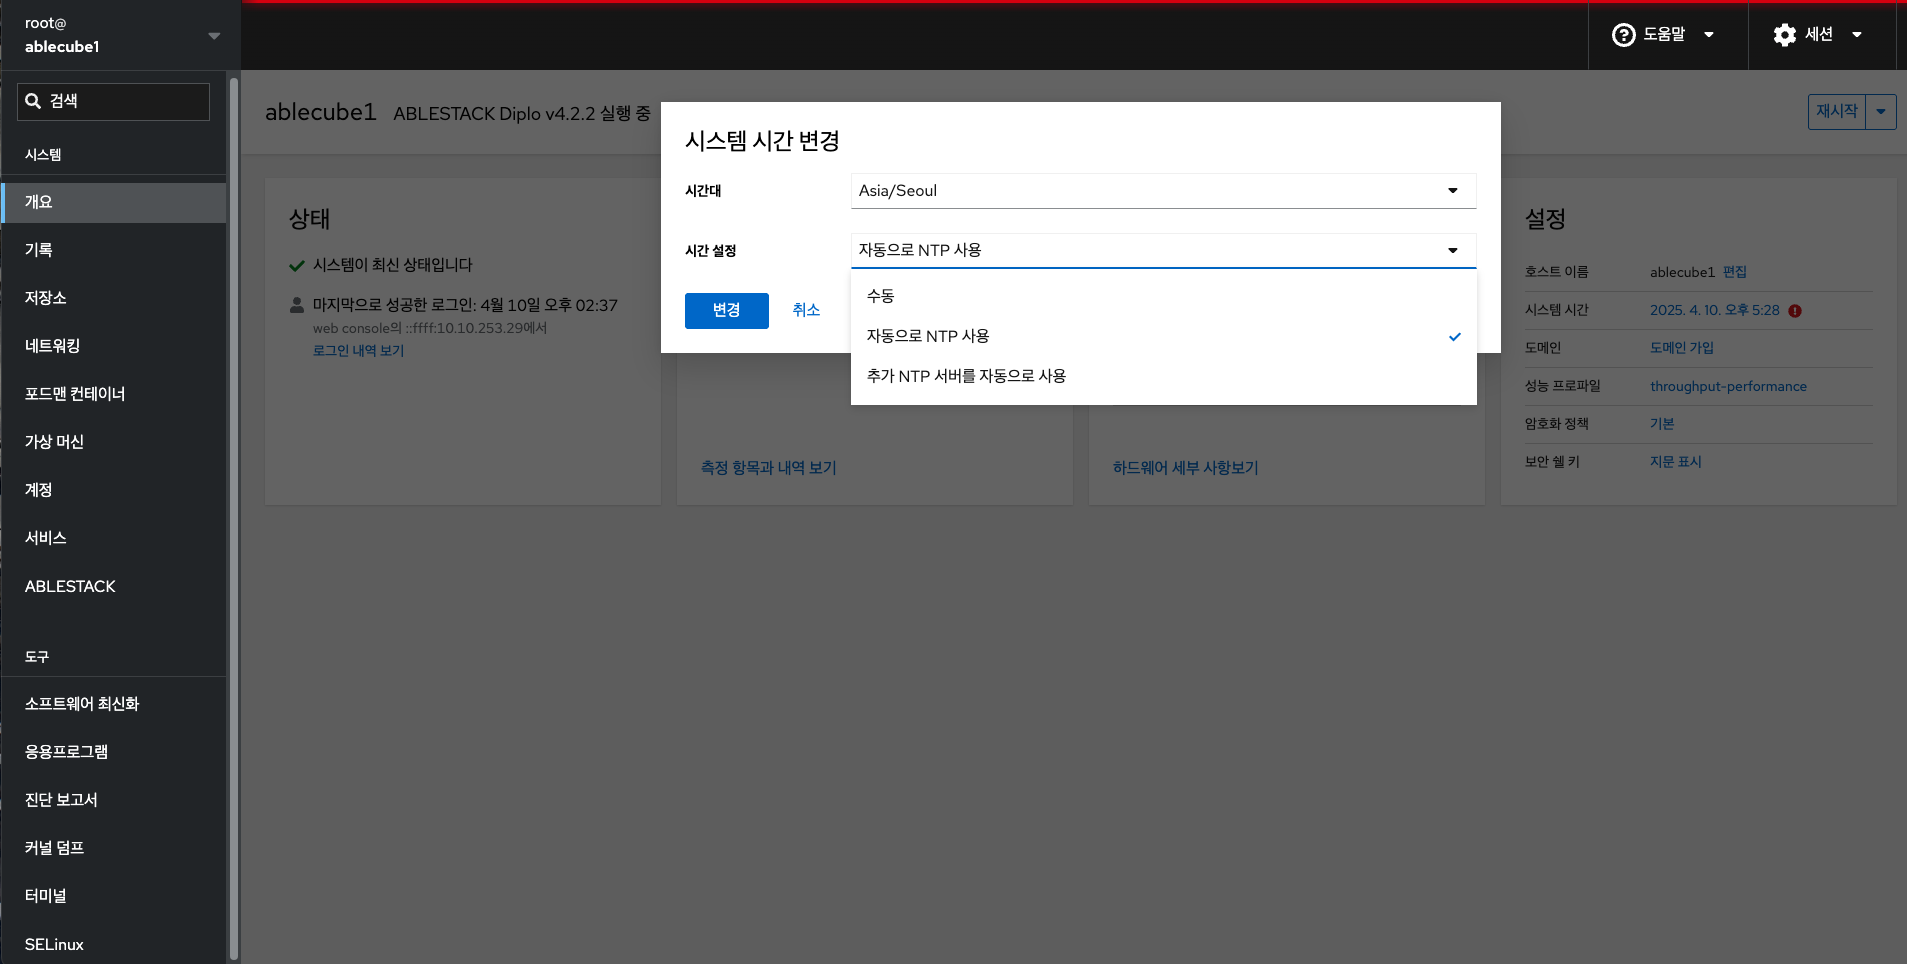 root@
ablecube1
도움말
세션
검색
시스템
개요
기록
저장소
네트워킹
포드맨 컨테이너
가상 머신
계정
서비스
ABLESTACK
도구
소프트웨어 최신화
응용프로그램
진단 보고서
커널 덤프
터미널
SELinux
ablecube1 ABLESTACK Diplo v4.2.2 실행 중
재시작
상태
시스템이 최신 상태입니다
마지막으로 성공한 로그인: 4월 10일 오후 02:37
web console의 ::ffff:10.10.253.29에서
로그인 내역 보기
시스템 시간 변경
시간대 Asia/Seoul
시간 설정 자동으로 NTP 사용
수동
자동으로 NTP 사용
추가 NTP 서버를 자동으로 사용
변경 취소
측정 항목과 내역 보기
하드웨어 세부 사항보기
설정
호스트 이름 ablecube1 편집
시스템 시간 2025. 4. 10. 오후 5:28
도메인 도메인 가입
성능 프로파일 throughput-performance
암호화 정책 기본
보안 쉘 키 지문 표시